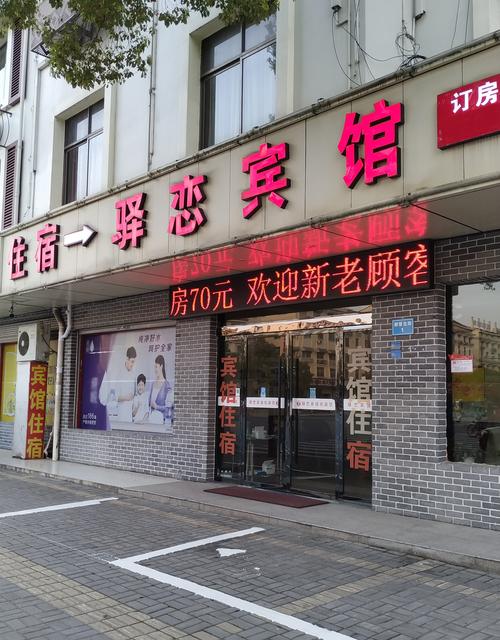 订房
住宿→驿恋宾馆
房70元 欢迎新老顾客
宾馆住宿
宾馆住宿
宾馆住宿
纯净好水
呵护全家